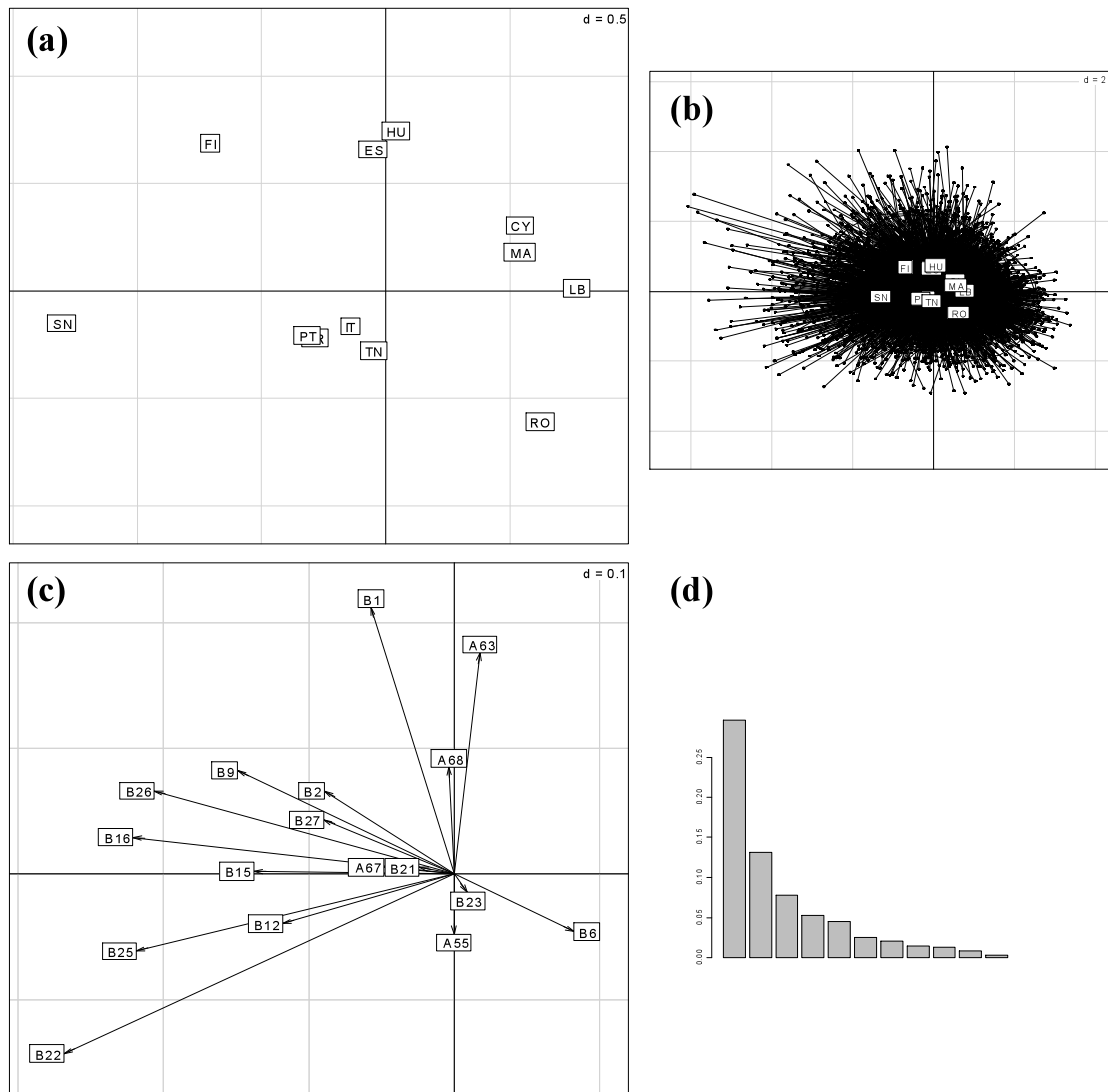 (a)
d = 0.5
FI
HU
ES
CY
MA
LB
SN
PT
IT
TN
RO
(b)
d = 2
FI
HU
MA
LB
SN
TN
RO
(c)
d = 0.1
B1
A63
A68
B9
B26
B2
B27
B16
A67
B21
B15
B23
B12
B6
A55
B25
B22
(d)
0.25
0.20
0.15
0.10
0.05
0.00